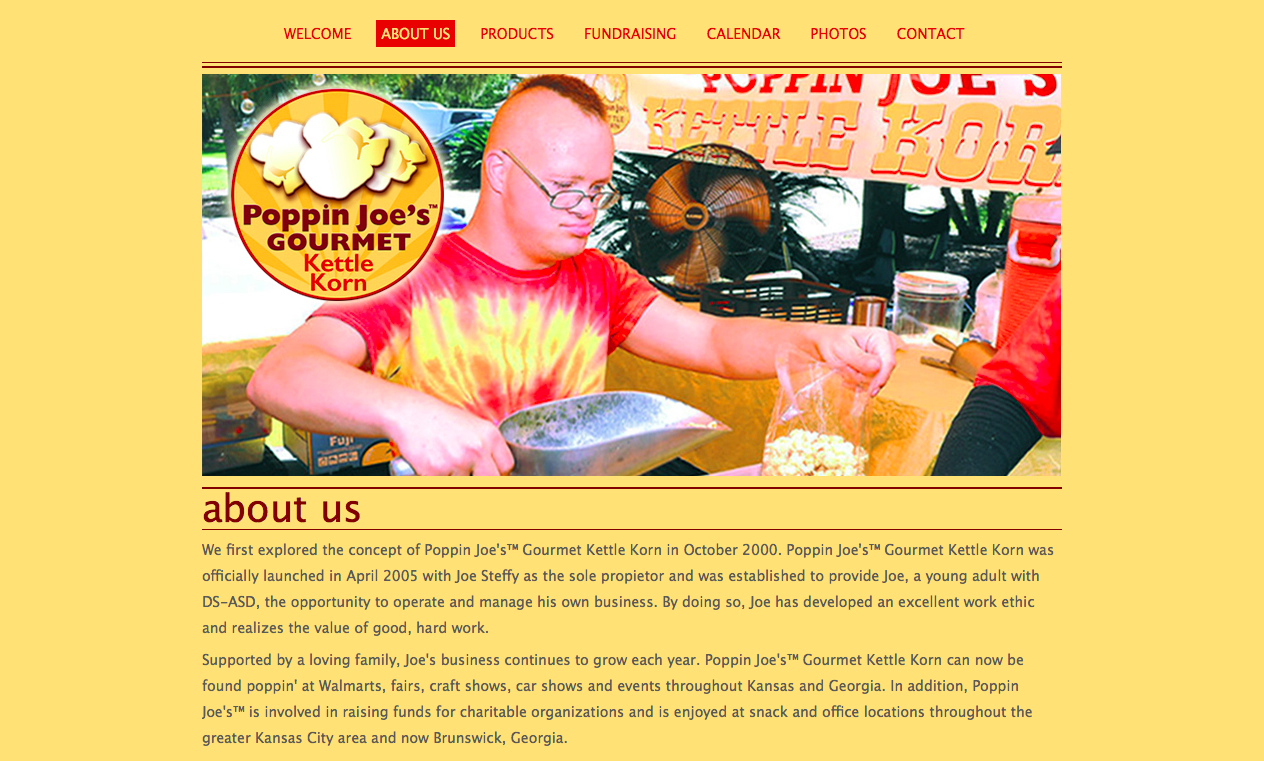 WELCOME ABOUT US PRODUCTS FUNDRAISING CALENDAR PHOTOS CONTACT
POPPIN JOE'S
KETTLE KOR
Poppin Joe's™
GOURMET
Kettle
Korn
Fuji
about us
We first explored the concept of Poppin Joe's™ Gourmet Kettle Korn in October 2000. Poppin Joe's™ Gourmet Kettle Korn was
officially launched in April 2005 with Joe Steffy as the sole propietor and was established to provide Joe, a young adult with
DS-ASD, the opportunity to operate and manage his own business. By doing so, Joe has developed an excellent work ethic
and realizes the value of good, hard work.
Supported by a loving family, Joe's business continues to grow each year. Poppin Joe's™ Gourmet Kettle Korn can now be
found poppin' at Walmarts, fairs, craft shows, car shows and events throughout Kansas and Georgia. In addition, Poppin
Joe's™ is involved in raising funds for charitable organizations and is enjoyed at snack and office locations throughout the
greater Kansas City area and now Brunswick, Georgia.